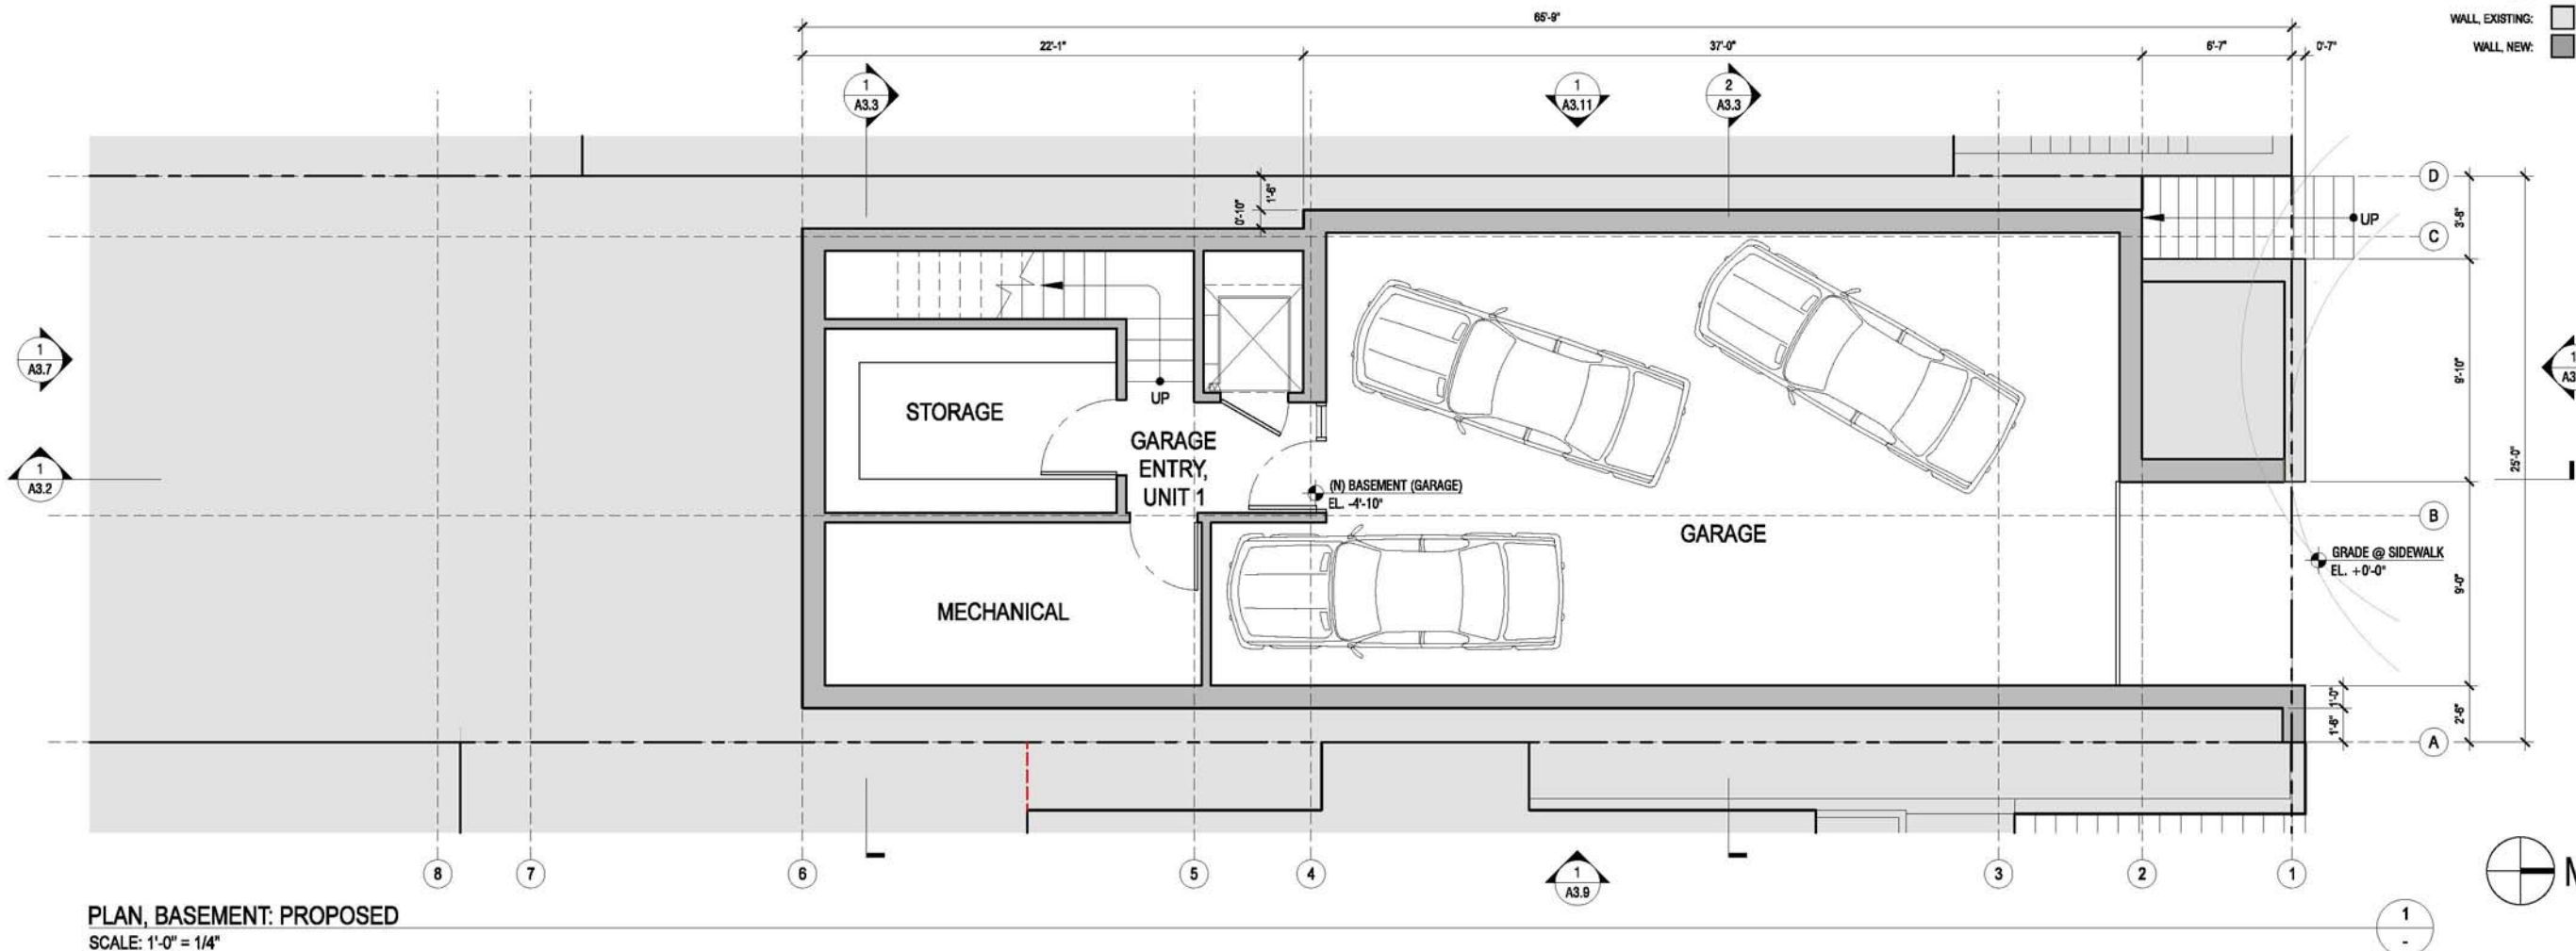 65'-9"
WALL, EXISTING:
22'-1"
37'-0"
6'-7"
0'-7"
WALL, NEW:
1
A3.3
1
A3.11
2
A3.3
1'-6"
0'-10"
D
UP
3'-8"
C
1
A3.7
9'-10"
1
STORAGE
UP
GARAGE
ENTRY,
UNIT 1
25'-0"
1
A3.2
(N) BASEMENT (GARAGE)
EL. -4'-10"
GARAGE
B
GRADE @ SIDEWALK
EL. +0'-0"
9'-0"
MECHANICAL
1'-0"
2'-6"
1'-6"
A
8
7
6
5
4
1
A3.9
3
2
1
PLAN, BASEMENT: PROPOSED
SCALE: 1'-0" = 1/4"
1
-